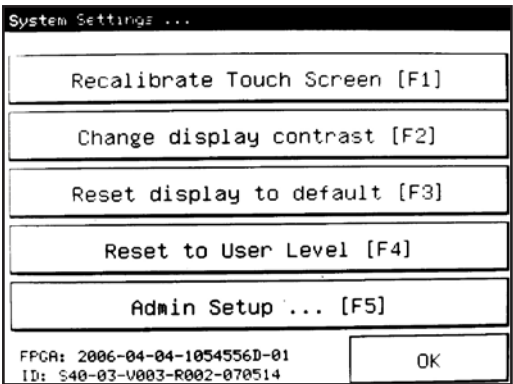 System Settings ...
Recalibrate Touch Screen [F1]
Change display contrast [F2]
Reset display to default [F3]
Reset to User Level [F4]
Admin Setup ... [F5]
FPGA: 2006-04-04-1054556D-01
ID: S40-03-V003-R002-070514
OK